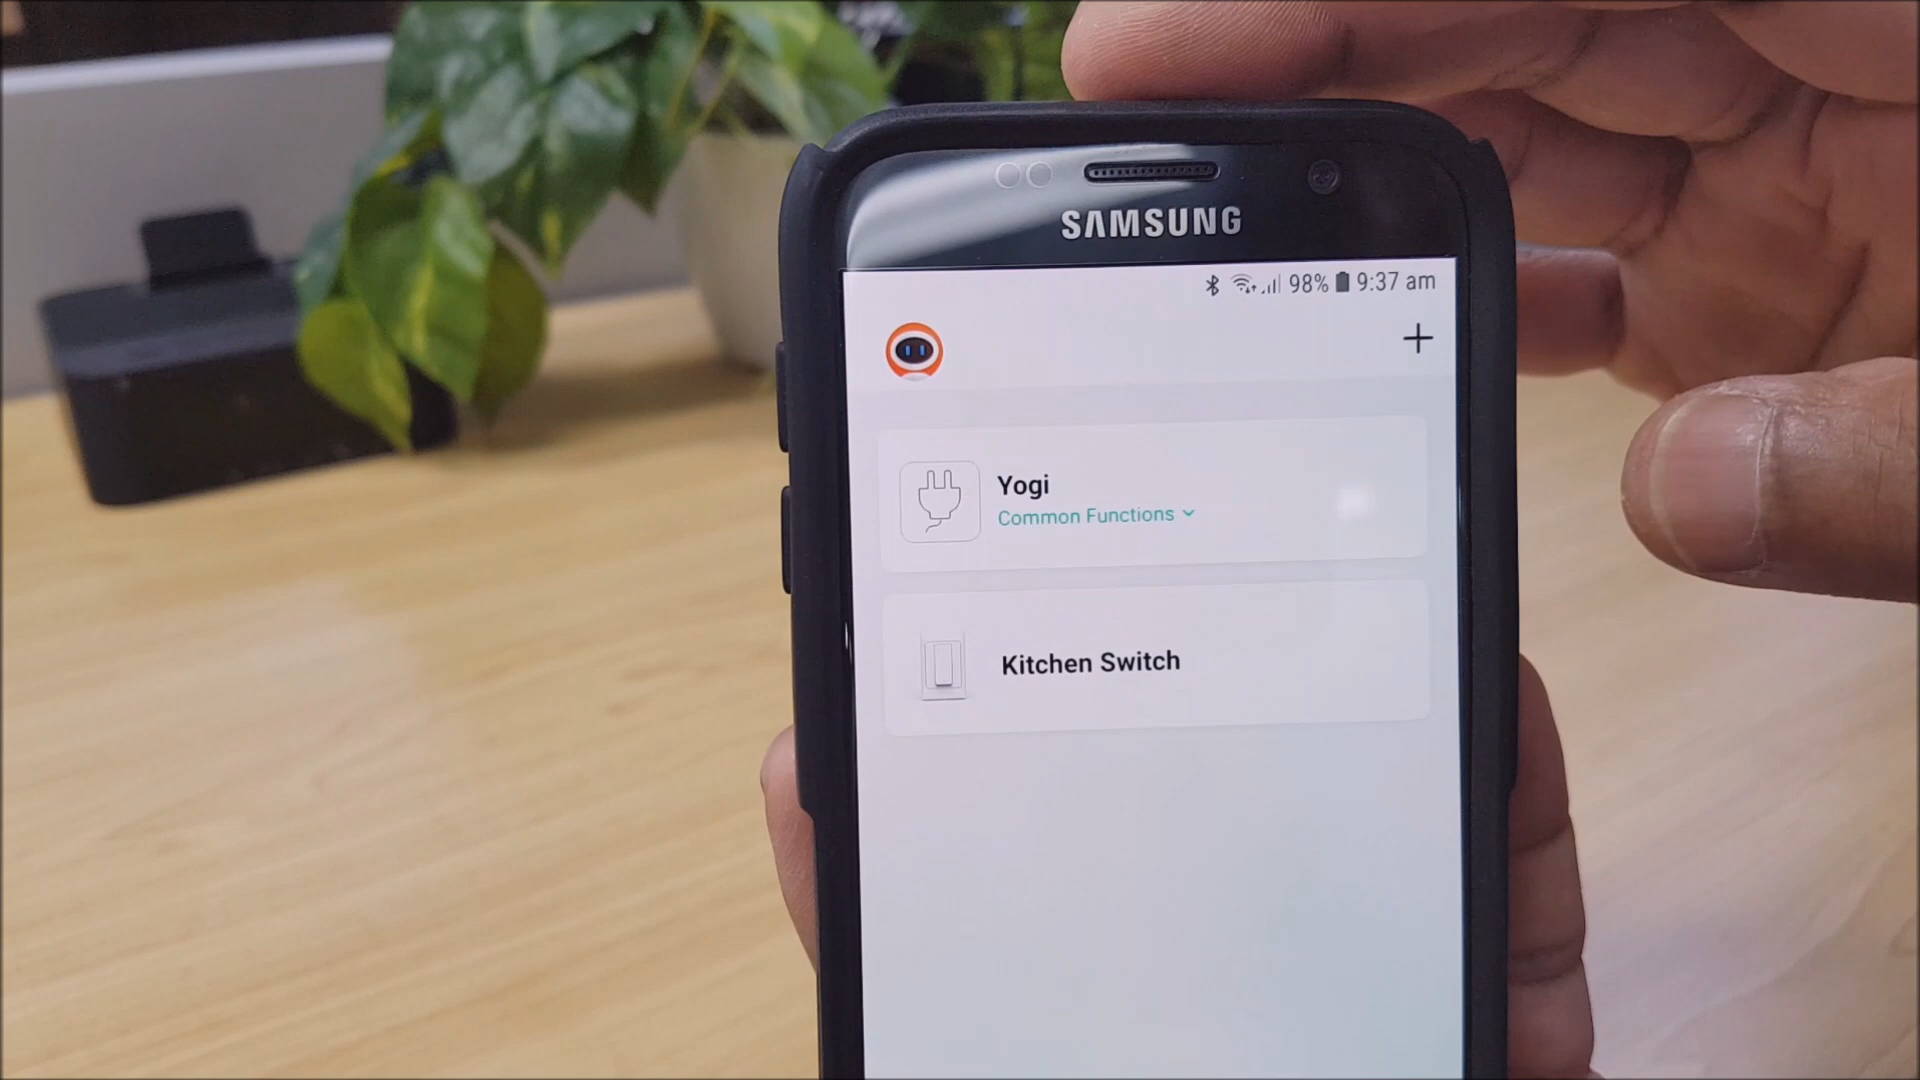 SAMSUNG
98% 9:37 am
Yogi
Common Functions
Kitchen Switch